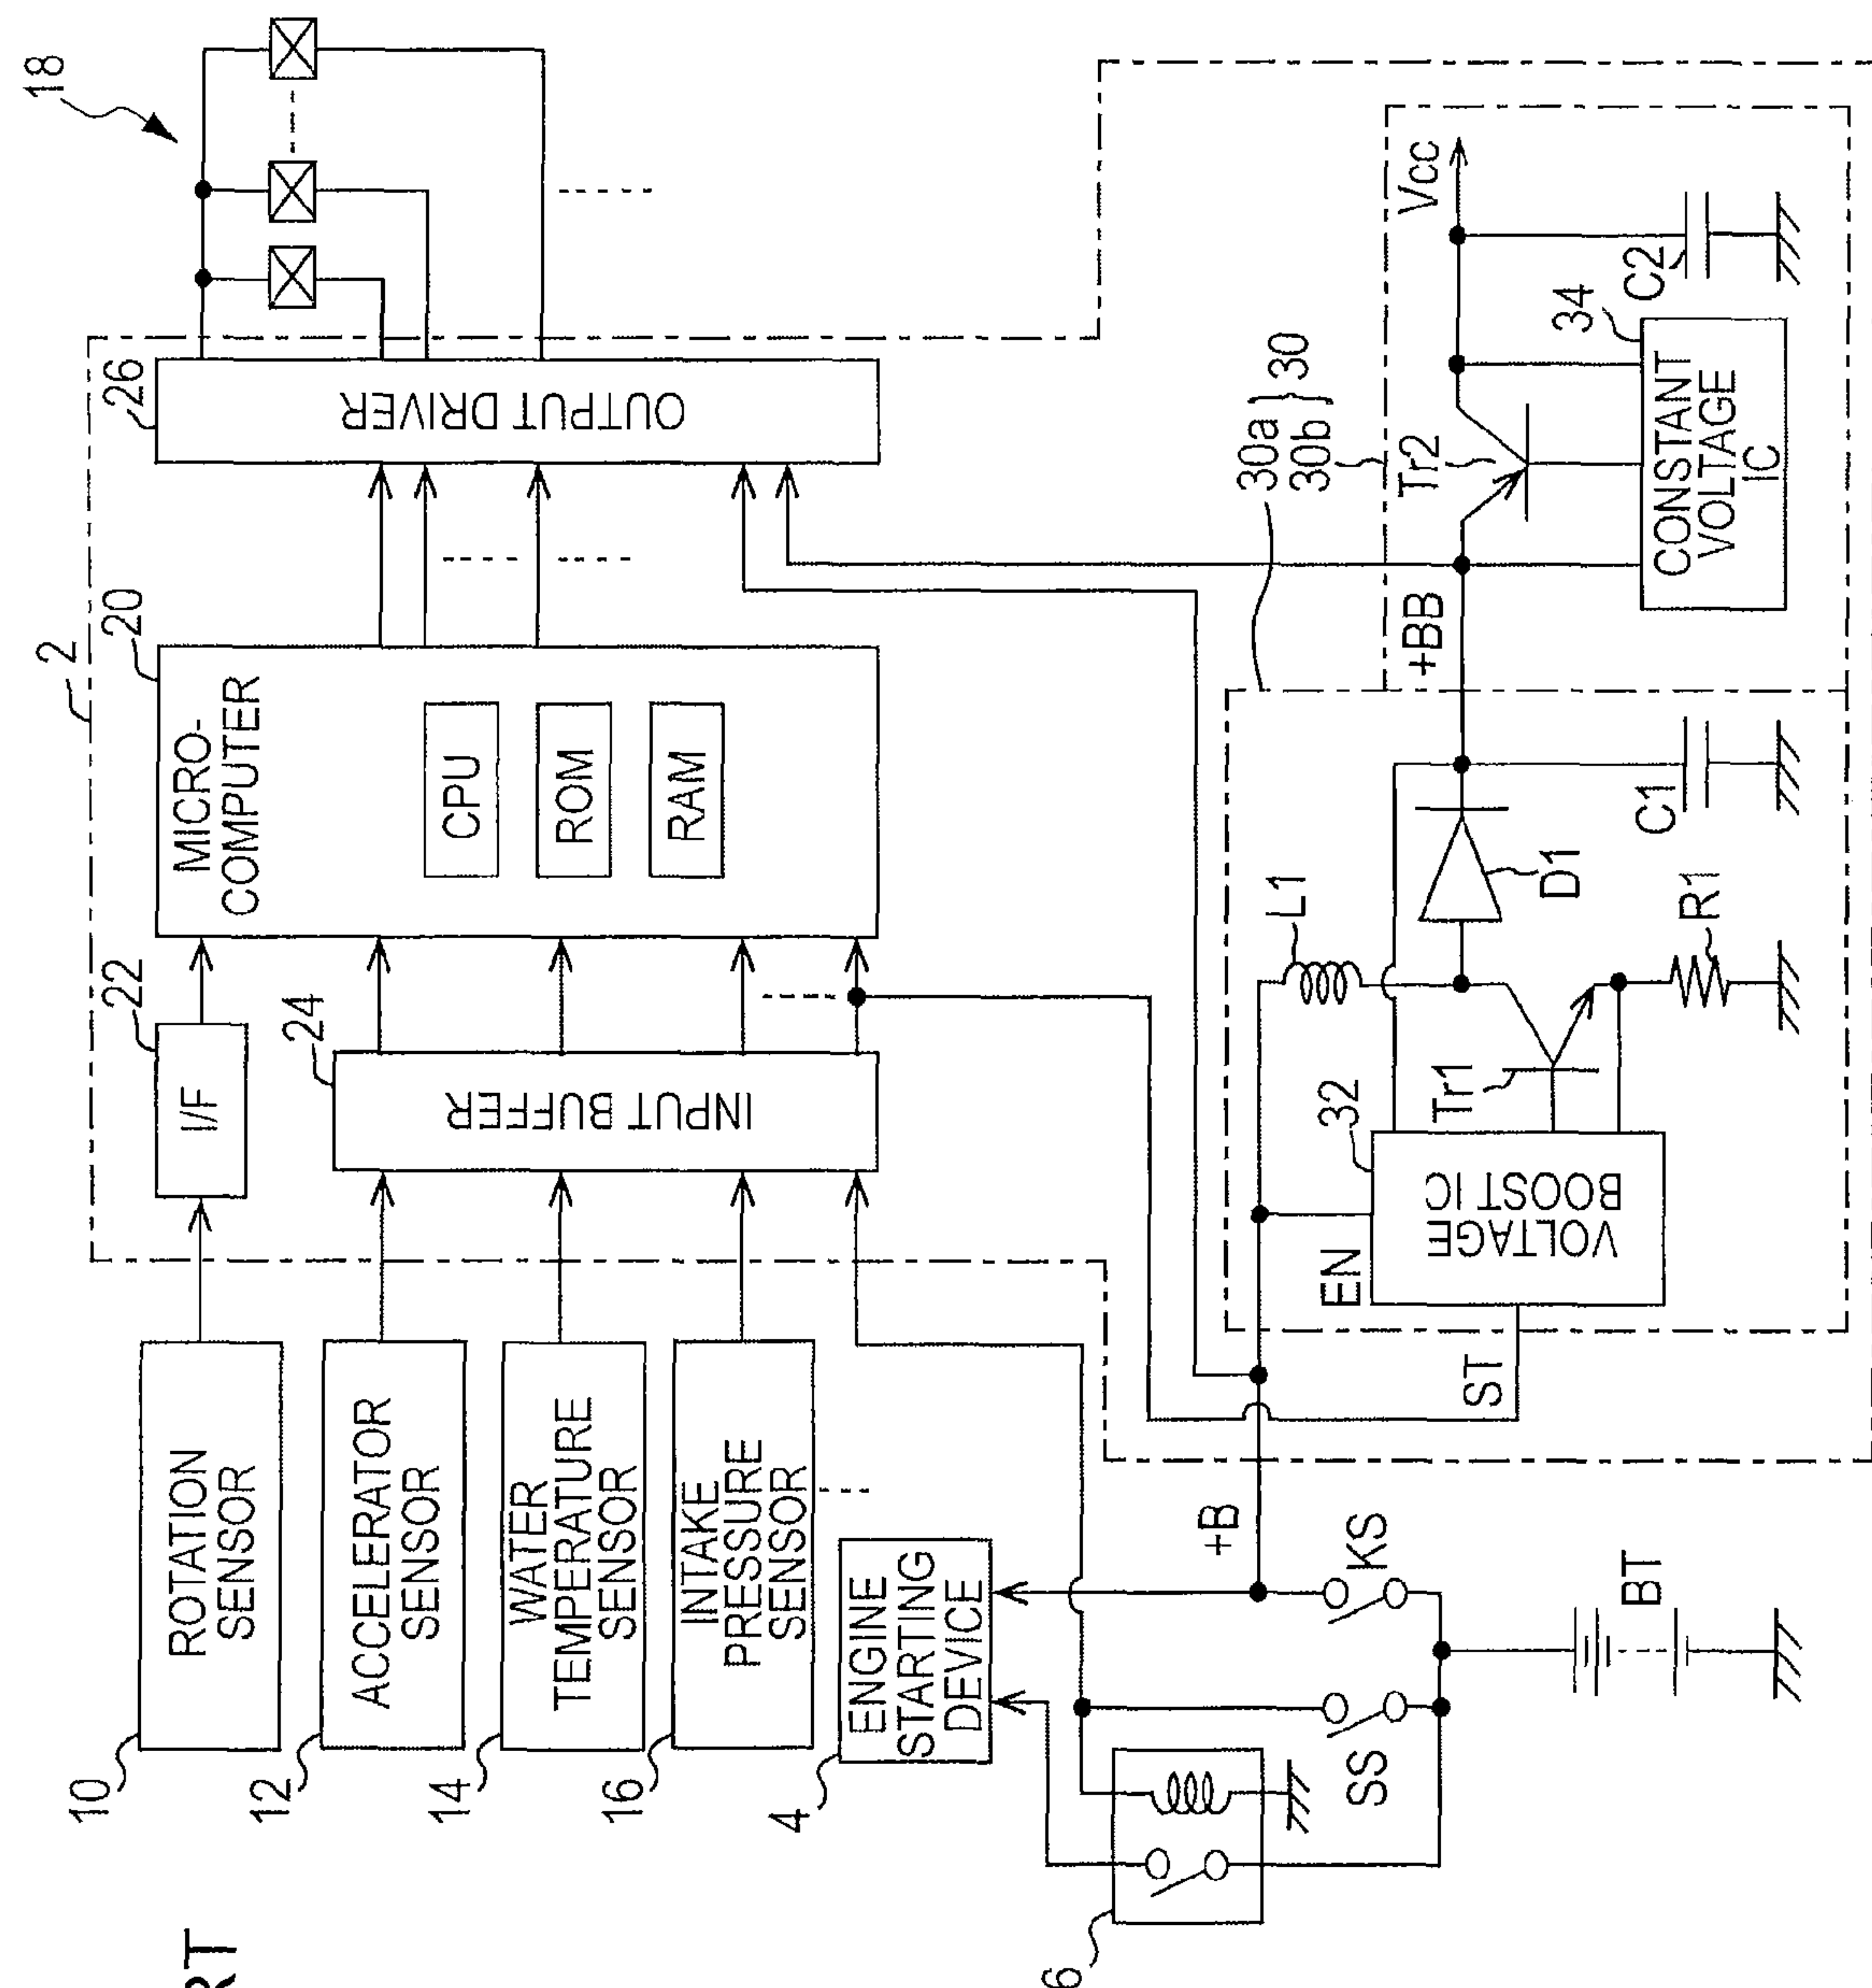 RT
18
2
10
ROTATION
SENSOR
22
I/F
20
MICRO-
COMPUTER
CPU
ROM
RAM
26
OUTPUT DRIVER
12
ACCELERATOR
SENSOR
24
INPUT BUFFER
14
WATER
TEMPERATURE
SENSOR
16
INTAKE
PRESSURE
SENSOR
4
ENGINE
STARTING
DEVICE
6
SS
KS
BT
+B
ST
EN
32
VOLTAGE
BOOST IC
L1
Tr1
R1
D1
C1
+BB
30a
30b
30
Tr2
34
CONSTANT
VOLTAGE
IC
C2
Vcc